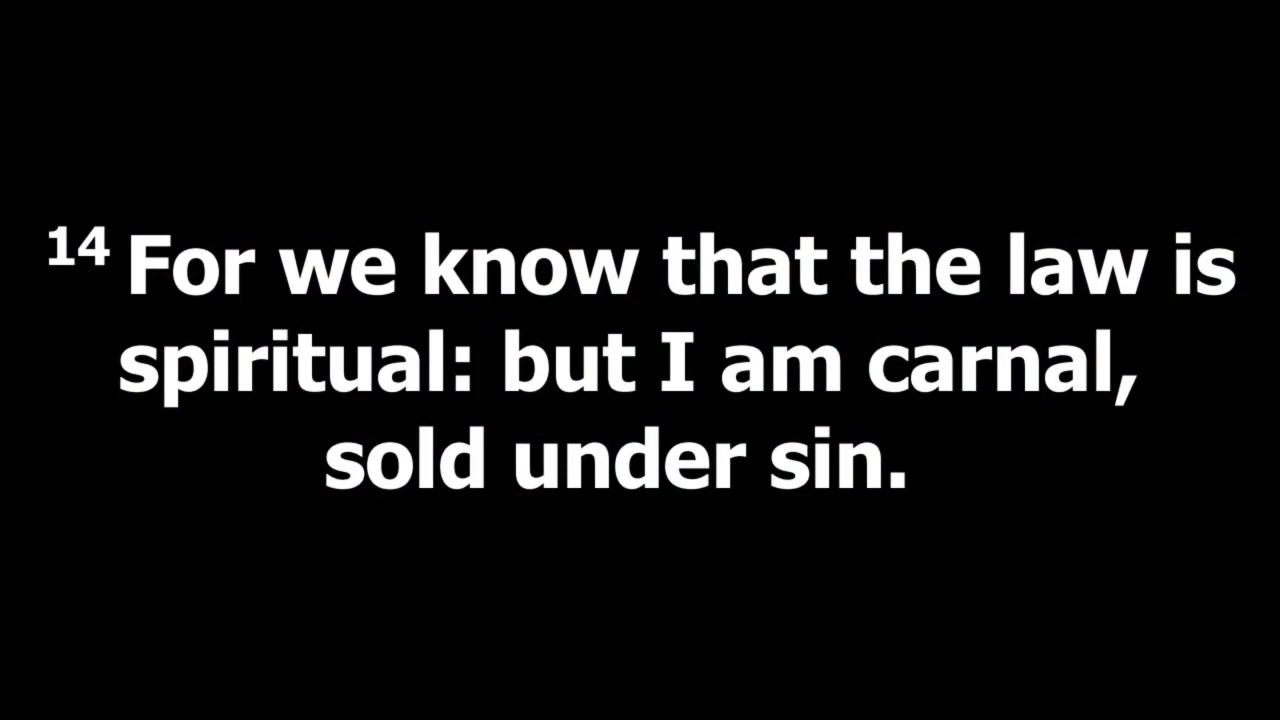 14 For we know that the law is
spiritual: but I am carnal,
sold under sin.